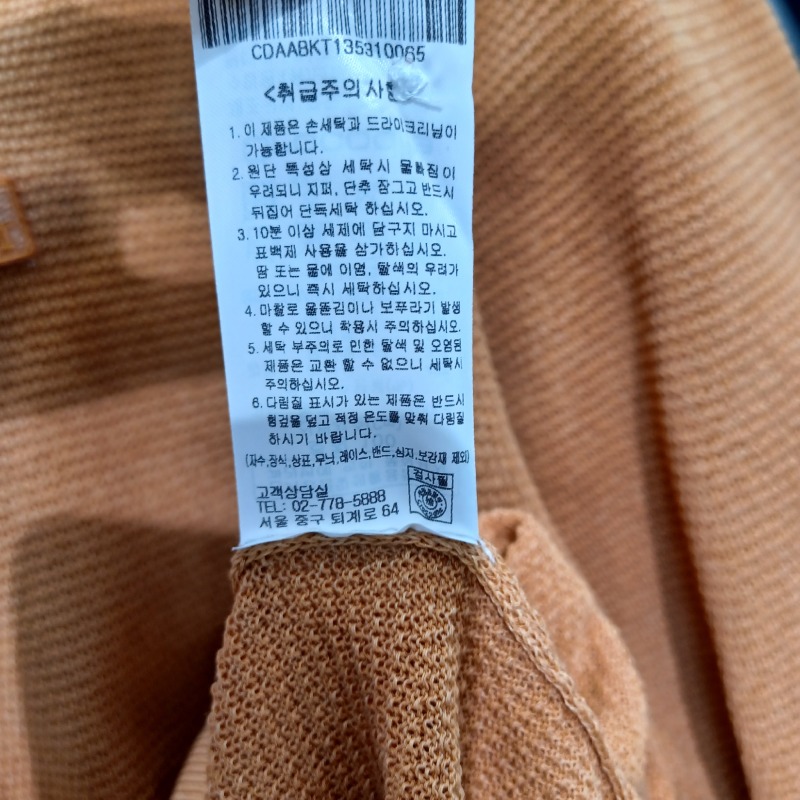 CDAABKT135310065
<취급주의사항>
1. 이 제품은 손세탁과 드라이크리닝이
가능합니다.
2. 원단 특성상 세탁시 물빠짐이
우려되니 지퍼, 단추 잠그고 반드시
뒤집어 단독세탁 하십시오.
3. 10분 이상 세제에 담구지 마시고
표백제 사용을 삼가하십시오.
땀 또는 물에 이염, 탈색의 우려가
있으니 즉시 세탁하십시오.
4. 마찰로 올뜯김이나 보푸라기 발생
할 수 있으니 착용시 주의하십시오.
5. 세탁 부주의로 인한 탈색 및 오염된
제품은 교환 할 수 없으니 세탁시
주의하십시오.
6. 다림질 표시가 있는 제품은 반드시
헝겊을 덮고 적정 온도를 맞춰 다림질
하시기 바랍니다.
(자수,장식,상표,무늬,레이스,밴드,심지,보강재 제외)
검사필
고객상담실
TEL: 02-778-5888
서울 중구 퇴계로 64